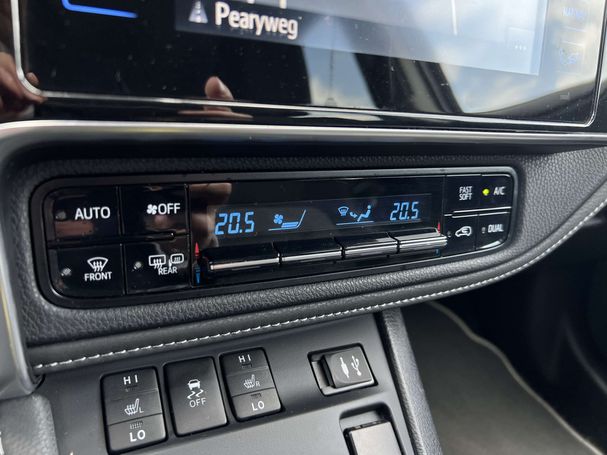 Pearyweg
AUTO
OFF
20.5
20.5
FAST
SOFT
A/C
FRONT
REAR
DUAL
HI
L
LO
OFF
HI
R
LO